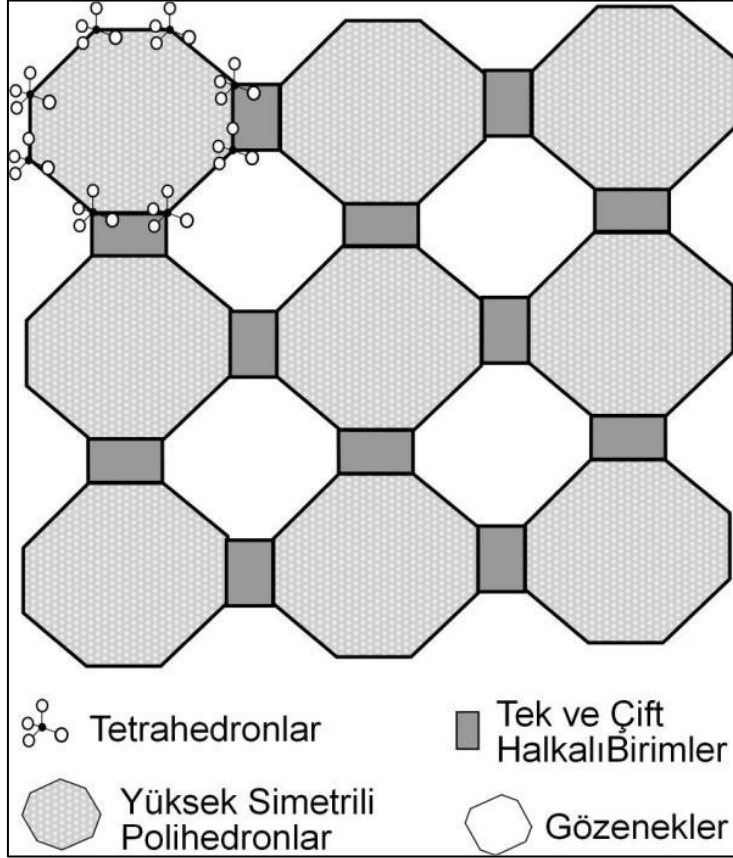 Tetrahedronlar
Tek ve Çift
HalkalıBirimler
Yüksek Simetrili
Polihedronlar
Gözenekler